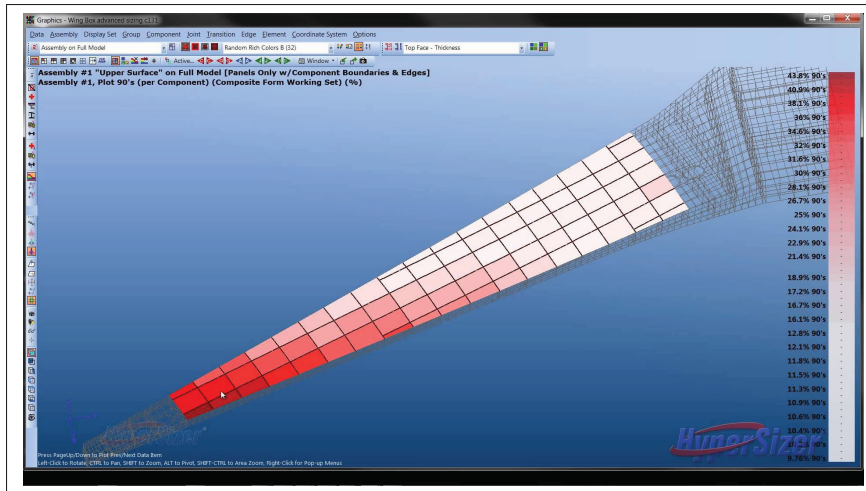 Graphics - Wing Box advanced sizing c131
Data Assembly Display Set Group Component Joint Transition Edge Element Coordinate System Options
Assembly on Full Model Random Rich Colors B (32) Top Face - Thickness
Active... Window
Assembly #1 "Upper Surface" on Full Model [Panels Only w/Component Boundaries & Edges]
Assembly #1, Plot 90's (per Component) (Composite Form Working Set) (%)
43.8% 90's
40.9% 90's
38.1% 90's
36% 90's
34.6% 90's
32% 90's
31.6% 90's
30% 90's
28.1% 90's
26.7% 90's
25% 90's
24.1% 90's
22.9% 90's
21.4% 90's
18.9% 90's
17.2% 90's
16.7% 90's
16.1% 90's
12.8% 90's
12.1% 90's
11.8% 90's
11.5% 90's
11.3% 90's
10.9% 90's
10.6% 90's
10.4% 90's
9.76% 90's
HyperSizer
HyperSizer
Press PageUp/Down to Plot Prev/Next Data Item
Left-Click to Rotate, CTRL to Pan, SHIFT to Zoom, ALT to Pivot, SHIFT-CTRL to Area Zoom, Right-Click for Pop-up Menus